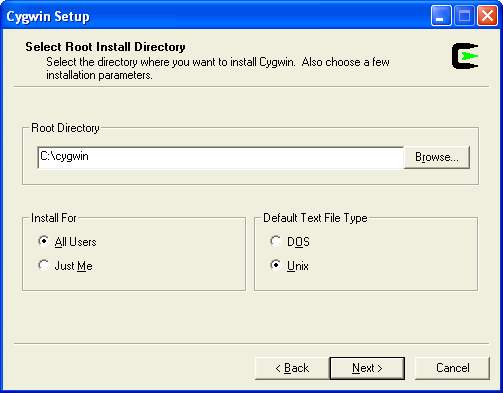 Cygwin Setup
Select Root Install Directory
Select the directory where you want to install Cygwin. Also choose a few
installation parameters.
Root Directory
C:\cygwin
Browse...
Install For
Default Text File Type
All Users
DOS
Just Me
Unix
< Back
Next >
Cancel